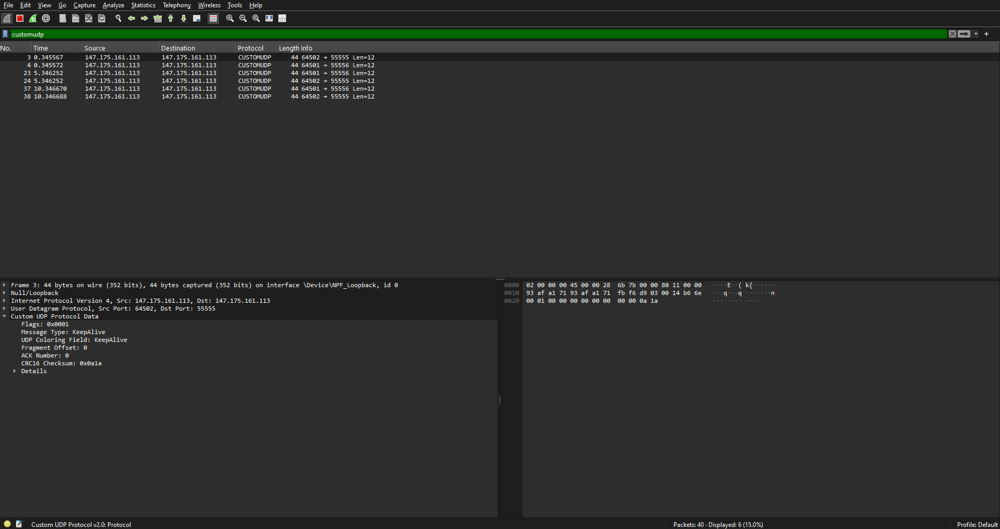 File Edit View Go Capture Analyze Statistics Telephony Wireless Tools Help
customudp
No. Time Source Destination Protocol Length Info
3 0.345567 147.175.161.113 147.175.161.113 CUSTOMUDP 44 64502 → 55555 Len=12
4 0.345572 147.175.161.113 147.175.161.113 CUSTOMUDP 44 64501 → 55556 Len=12
23 5.346252 147.175.161.113 147.175.161.113 CUSTOMUDP 44 64501 → 55556 Len=12
24 5.346252 147.175.161.113 147.175.161.113 CUSTOMUDP 44 64502 → 55555 Len=12
37 10.346670 147.175.161.113 147.175.161.113 CUSTOMUDP 44 64501 → 55556 Len=12
38 10.346688 147.175.161.113 147.175.161.113 CUSTOMUDP 44 64502 → 55555 Len=12
Frame 3: 44 bytes on wire (352 bits), 44 bytes captured (352 bits) on interface \Device\NPF_Loopback, id 0
Null/Loopback
Internet Protocol Version 4, Src: 147.175.161.113, Dst: 147.175.161.113
User Datagram Protocol, Src Port: 64502, Dst Port: 55555
Custom UDP Protocol Data
Flags: 0x0001
Message Type: KeepAlive
UDP Coloring Field: KeepAlive
Fragment Offset: 0
ACK Number: 0
CRC16 Checksum: 0x0a1a
Details
0000 02 00 00 00 45 00 00 28 6b 7b 00 00 80 11 00 00 ····E··( k{······
0010 93 af a1 71 93 af a1 71 fb f6 d9 03 00 14 b6 6e ···q···q ·······n
0020 00 01 00 00 00 00 00 00 00 00 0a 1a ········ ····
Custom UDP Protocol v2.0: Protocol
Packets: 40 · Displayed: 6 (15.0%)
Profile: Default